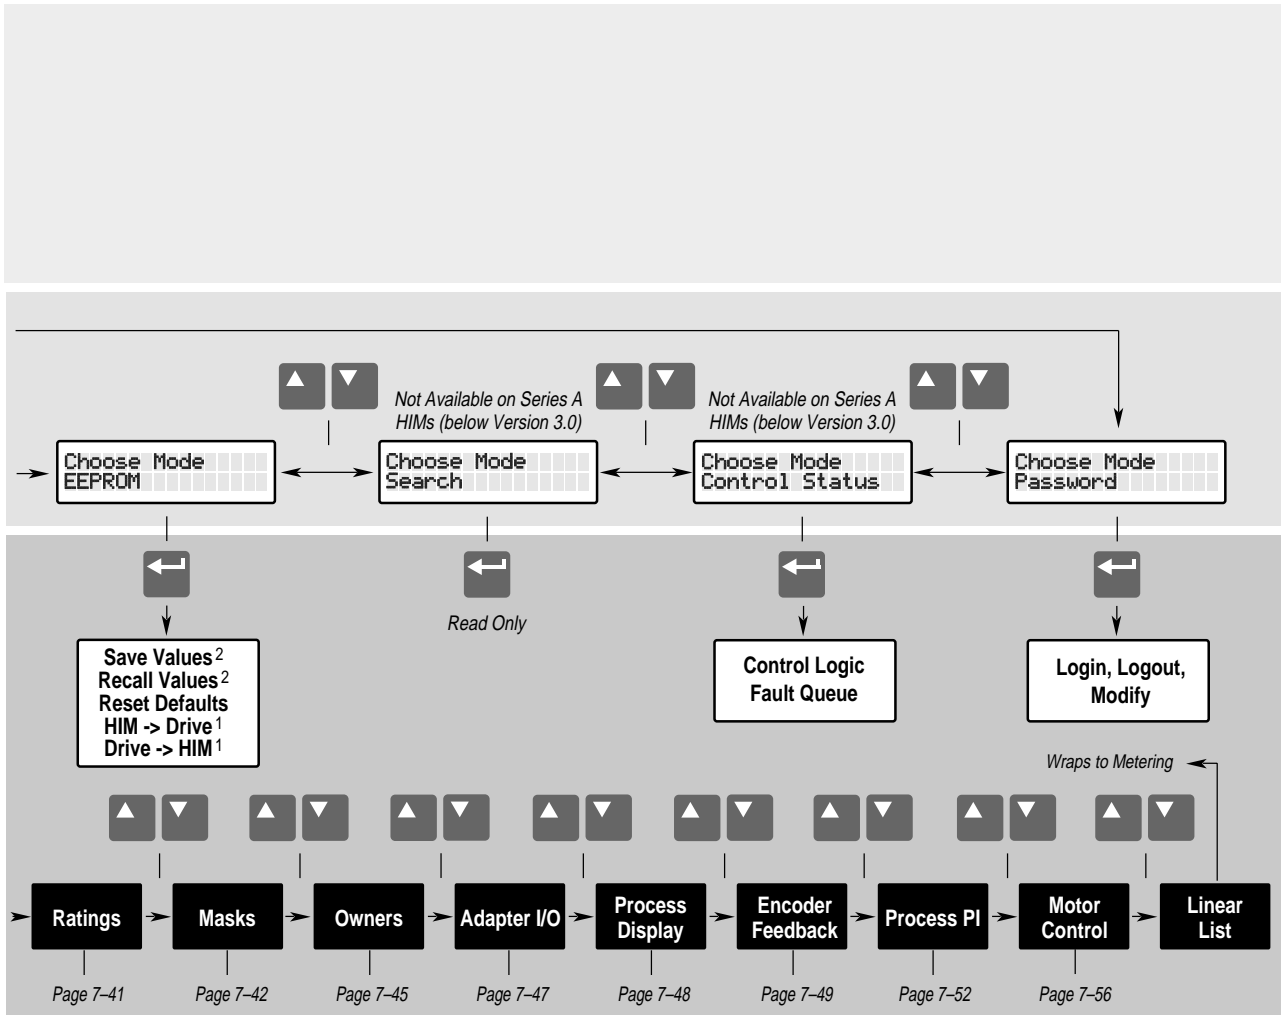 Not Available on Series A
HIMs (below Version 3.0)
Not Available on Series A
HIMs (below Version 3.0)
Choose Mode
EEPROM
Choose Mode
Search
Choose Mode
Control Status
Choose Mode
Password
Read Only
Save Values 2
Recall Values 2
Reset Defaults
HIM -> Drive 1
Drive -> HIM 1
Control Logic
Fault Queue
Login, Logout,
Modify
Wraps to Metering
Ratings
Masks
Owners
Adapter I/O
Process
Display
Encoder
Feedback
Process PI
Motor
Control
Linear
List
Page 7–41
Page 7–42
Page 7–45
Page 7–47
Page 7–48
Page 7–49
Page 7–52
Page 7–56